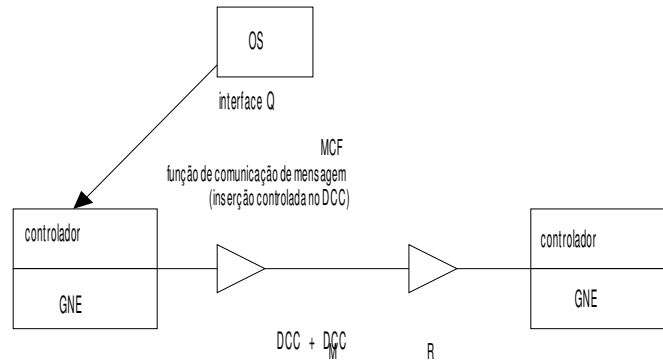 OS
interface Q
MCF
função de comunicação de mensagem
(inserção controlada no DCC)
controlador
GNE
controlador
GNE
DCC + DCC
M R